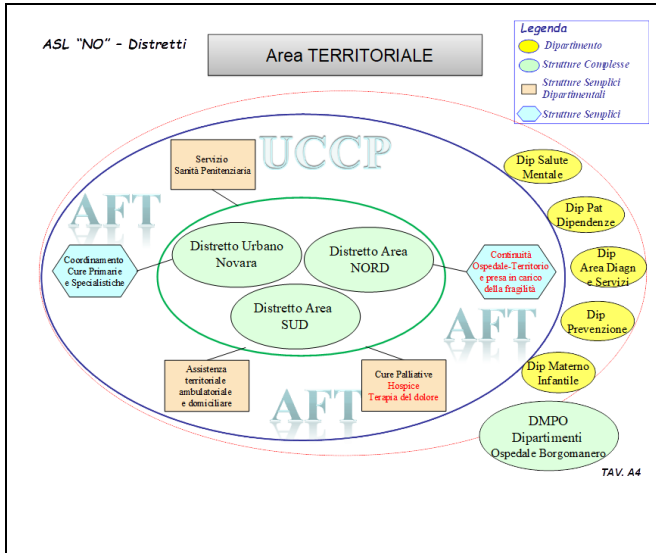 ASL “NO” – Distretti
Area TERRITORIALE
Legenda
Dipartimento
Strutture Complesse
Strutture Semplici
Dipartimentali
Strutture Semplici
UCCP
Servizio
Sanità Penitenziaria
AFT
Dip Salute
Mentale
Dip Pat
Dipendenze
Distretto Urbano
Novara
Distretto Area
NORD
Coordinamento
Cure Primarie
e Specialistiche
Continuità
Ospedale-Territorio
e presa in carico
della fragilità
Dip
Area Diagn
e Servizi
Distretto Area
SUD
AFT
Dip
Prevenzione
Assistenza
territoriale
ambulatoriale
e domiciliare
AFT
Cure Palliative
Hospice
Terapia del dolore
Dip Materno
Infantile
DMPO
Dipartimenti
Ospedale Borgomanero
TAV. A4